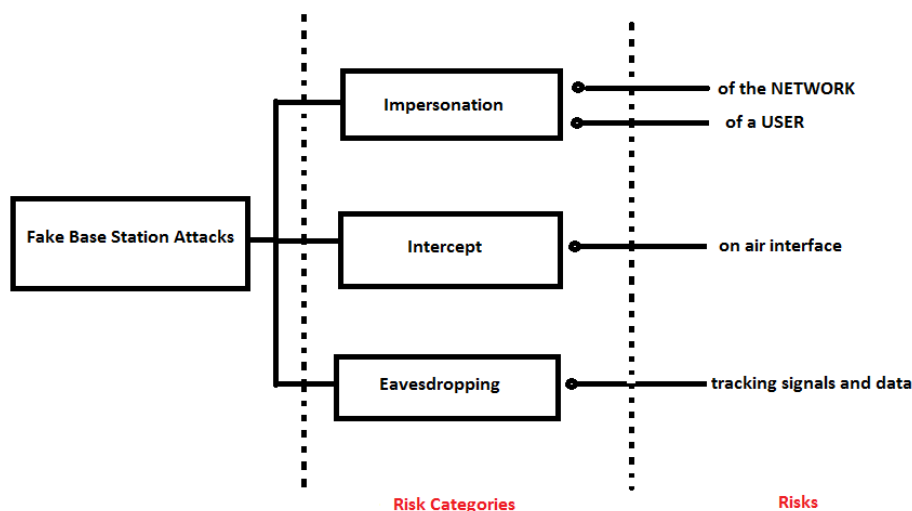 Fake Base Station Attacks
Impersonation
of the NETWORK
of a USER
Intercept
on air interface
Eavesdropping
tracking signals and data
Risk Categories
Risks